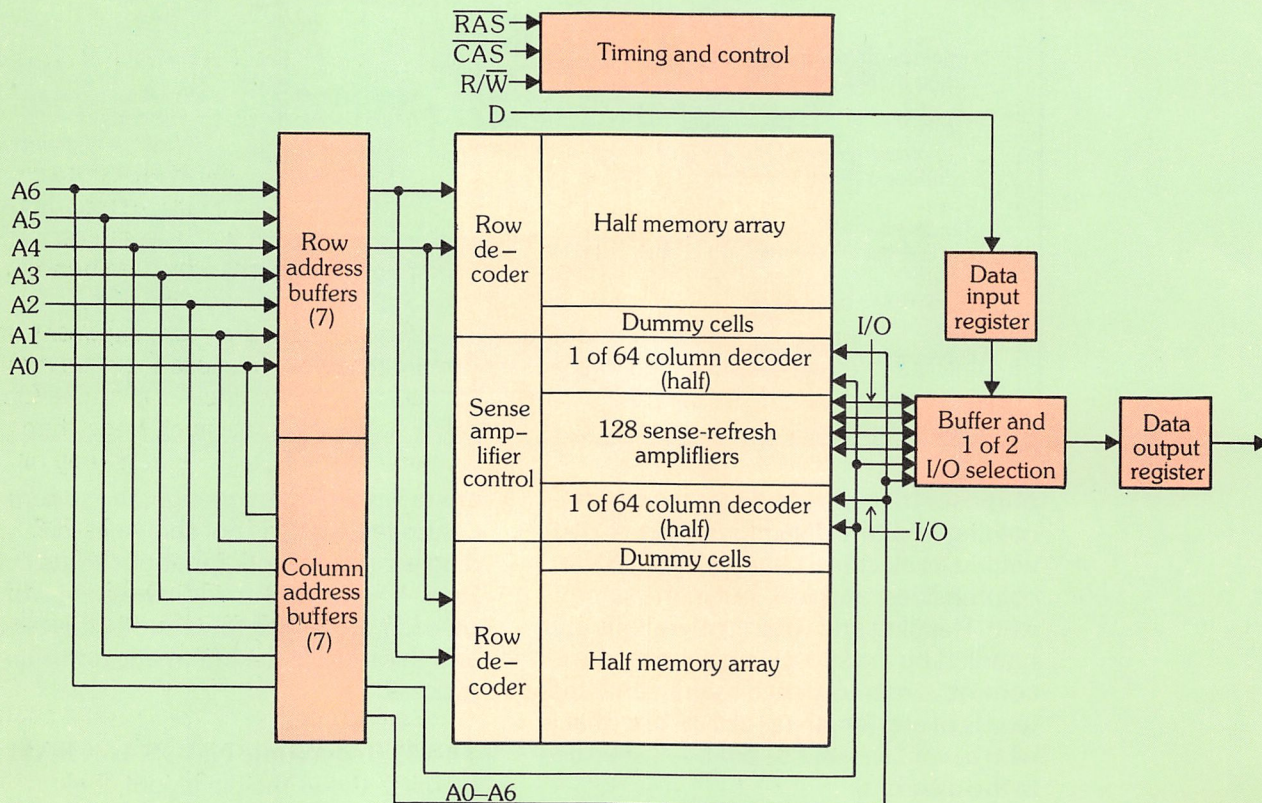 R̅A̅S̅
C̅A̅S̅
R/W̅
Timing and control
D
A6
A5
A4
A3
A2
A1
A0
Row
address
buffers
(7)
Column
address
buffers
(7)
Row
de–
coder
Half memory array
Dummy cells
Sense
amp–
lifier
control
1 of 64 column decoder
(half)
128 sense-refresh
amplifliers
1 of 64 column decoder
(half)
Dummy cells
Row
de–
coder
Half memory array
I/O
I/O
Data
input
register
Buffer and
1 of 2
I/O selection
Data
output
register
A0–A6